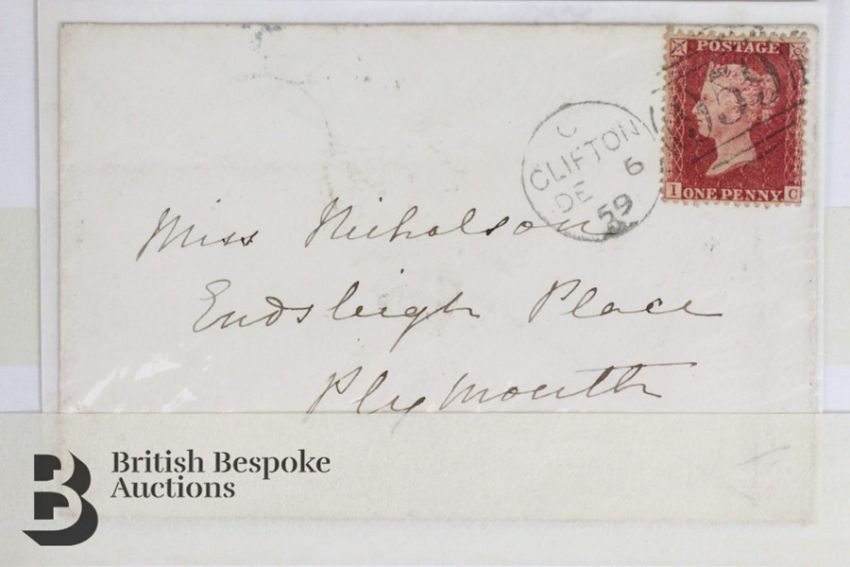 POSTAGE
I ONE PENNY C
C
CLIFTON
DE 6
59
Miss Nicholson
Endsleigh Place
Plymouth
British Bespoke
Auctions
B